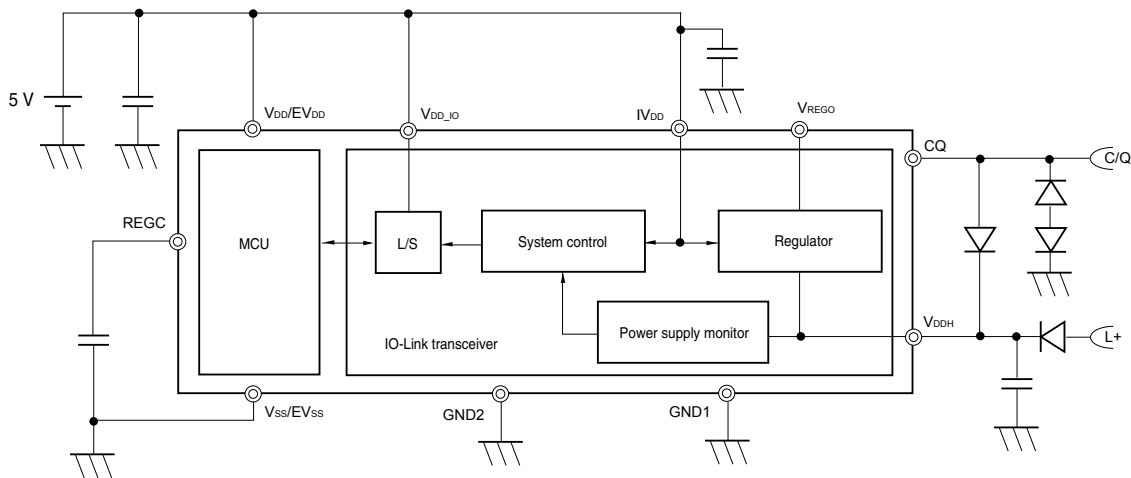 5 V
VDD/EVDD
VDD_IO
IVDD
VREGO
CQ
C/Q
REGC
MCU
L/S
System control
Regulator
Power supply monitor
IO-Link transceiver
VDDH
L+
VSS/EVSS
GND2
GND1